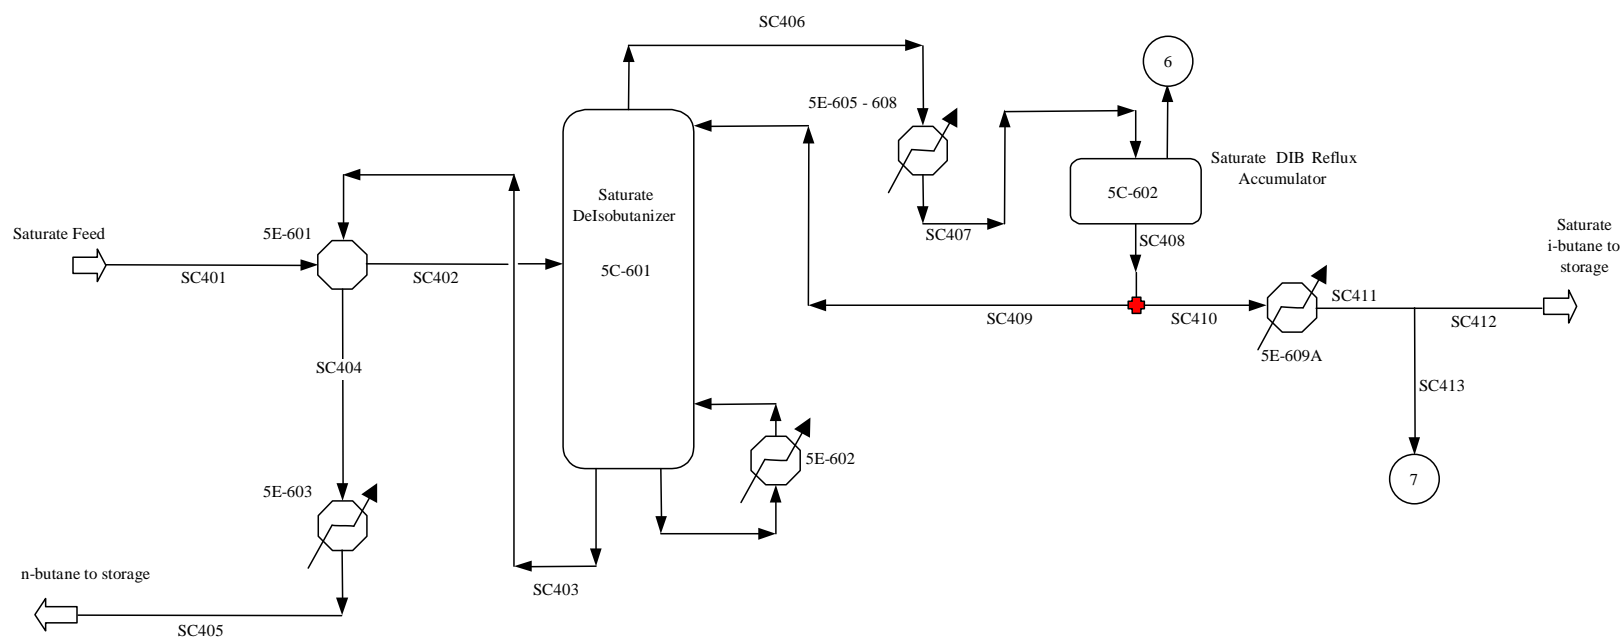 SC406
6
5E-605 - 608
Saturate DIB Reflux
Accumulator
5C-602
Saturate
DeIsobutanizer
5C-601
Saturate Feed
5E-601
SC401
SC402
SC407
SC408
Saturate
i-butane to
storage
SC409
SC410
SC411
SC412
5E-609A
SC404
SC413
5E-602
7
5E-603
n-butane to storage
SC403
SC405